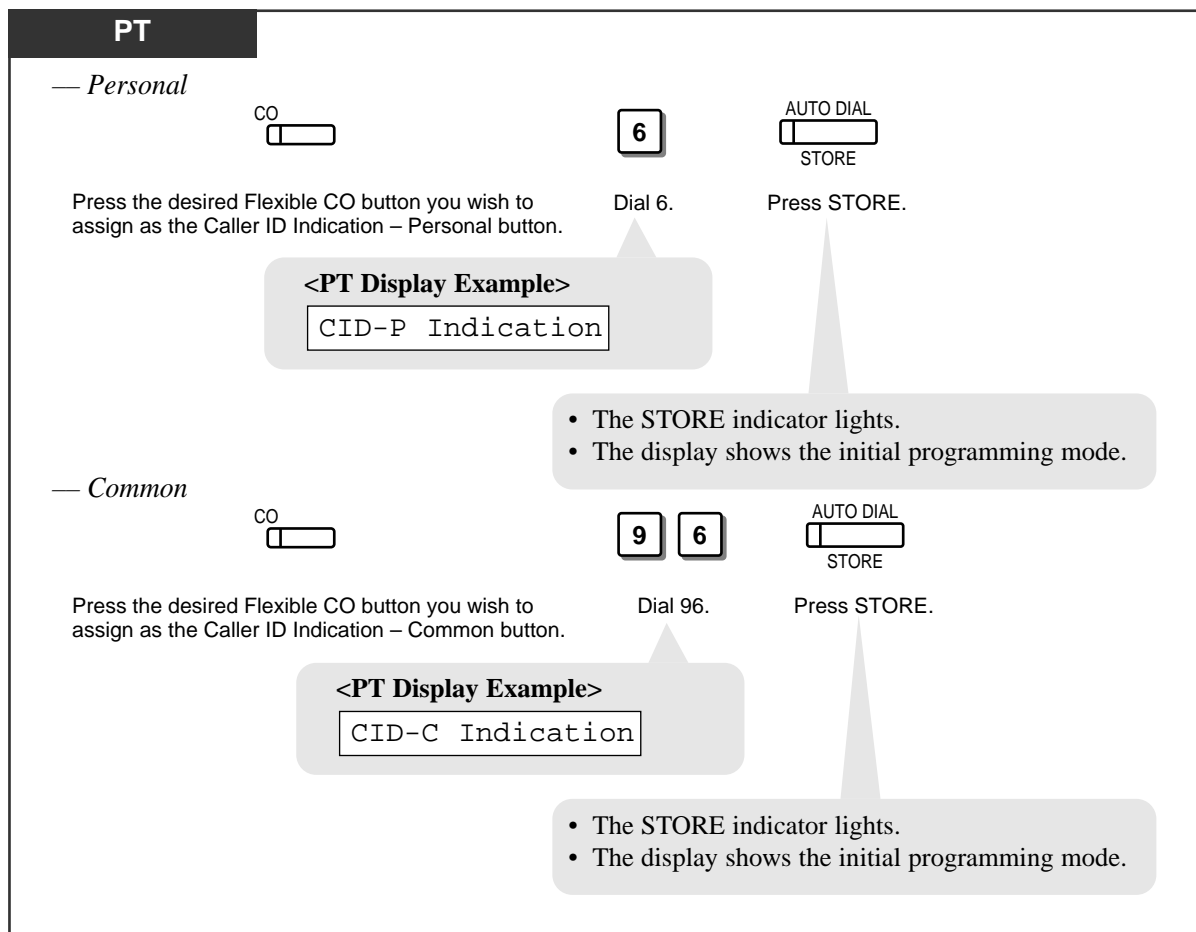 PT
— Personal
CO
6
AUTO DIAL
STORE
Press the desired Flexible CO button you wish to
assign as the Caller ID Indication – Personal button.
Dial 6.
Press STORE.
<PT Display Example>
CID-P Indication
• The STORE indicator lights.
• The display shows the initial programming mode.
— Common
CO
9 6
AUTO DIAL
STORE
Press the desired Flexible CO button you wish to
assign as the Caller ID Indication – Common button.
Dial 96.
Press STORE.
<PT Display Example>
CID-C Indication
• The STORE indicator lights.
• The display shows the initial programming mode.